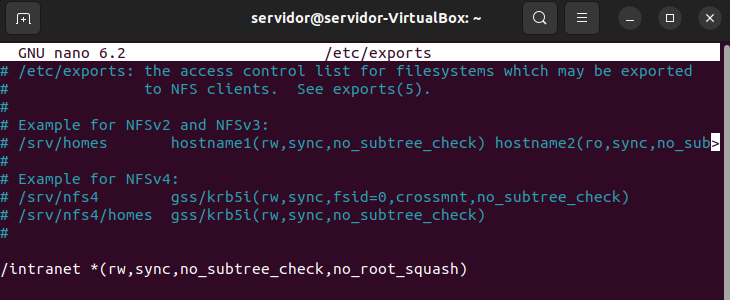 servidor@servidor-VirtualBox: ~
GNU nano 6.2 /etc/exports
# /etc/exports: the access control list for filesystems which may be exported
#               to NFS clients.  See exports(5).
#
# Example for NFSv2 and NFSv3:
# /srv/homes       hostname1(rw,sync,no_subtree_check) hostname2(ro,sync,no_sub>
#
# Example for NFSv4:
# /srv/nfs4        gss/krb5i(rw,sync,fsid=0,crossmnt,no_subtree_check)
# /srv/nfs4/homes  gss/krb5i(rw,sync,no_subtree_check)
#
/intranet *(rw,sync,no_subtree_check,no_root_squash)